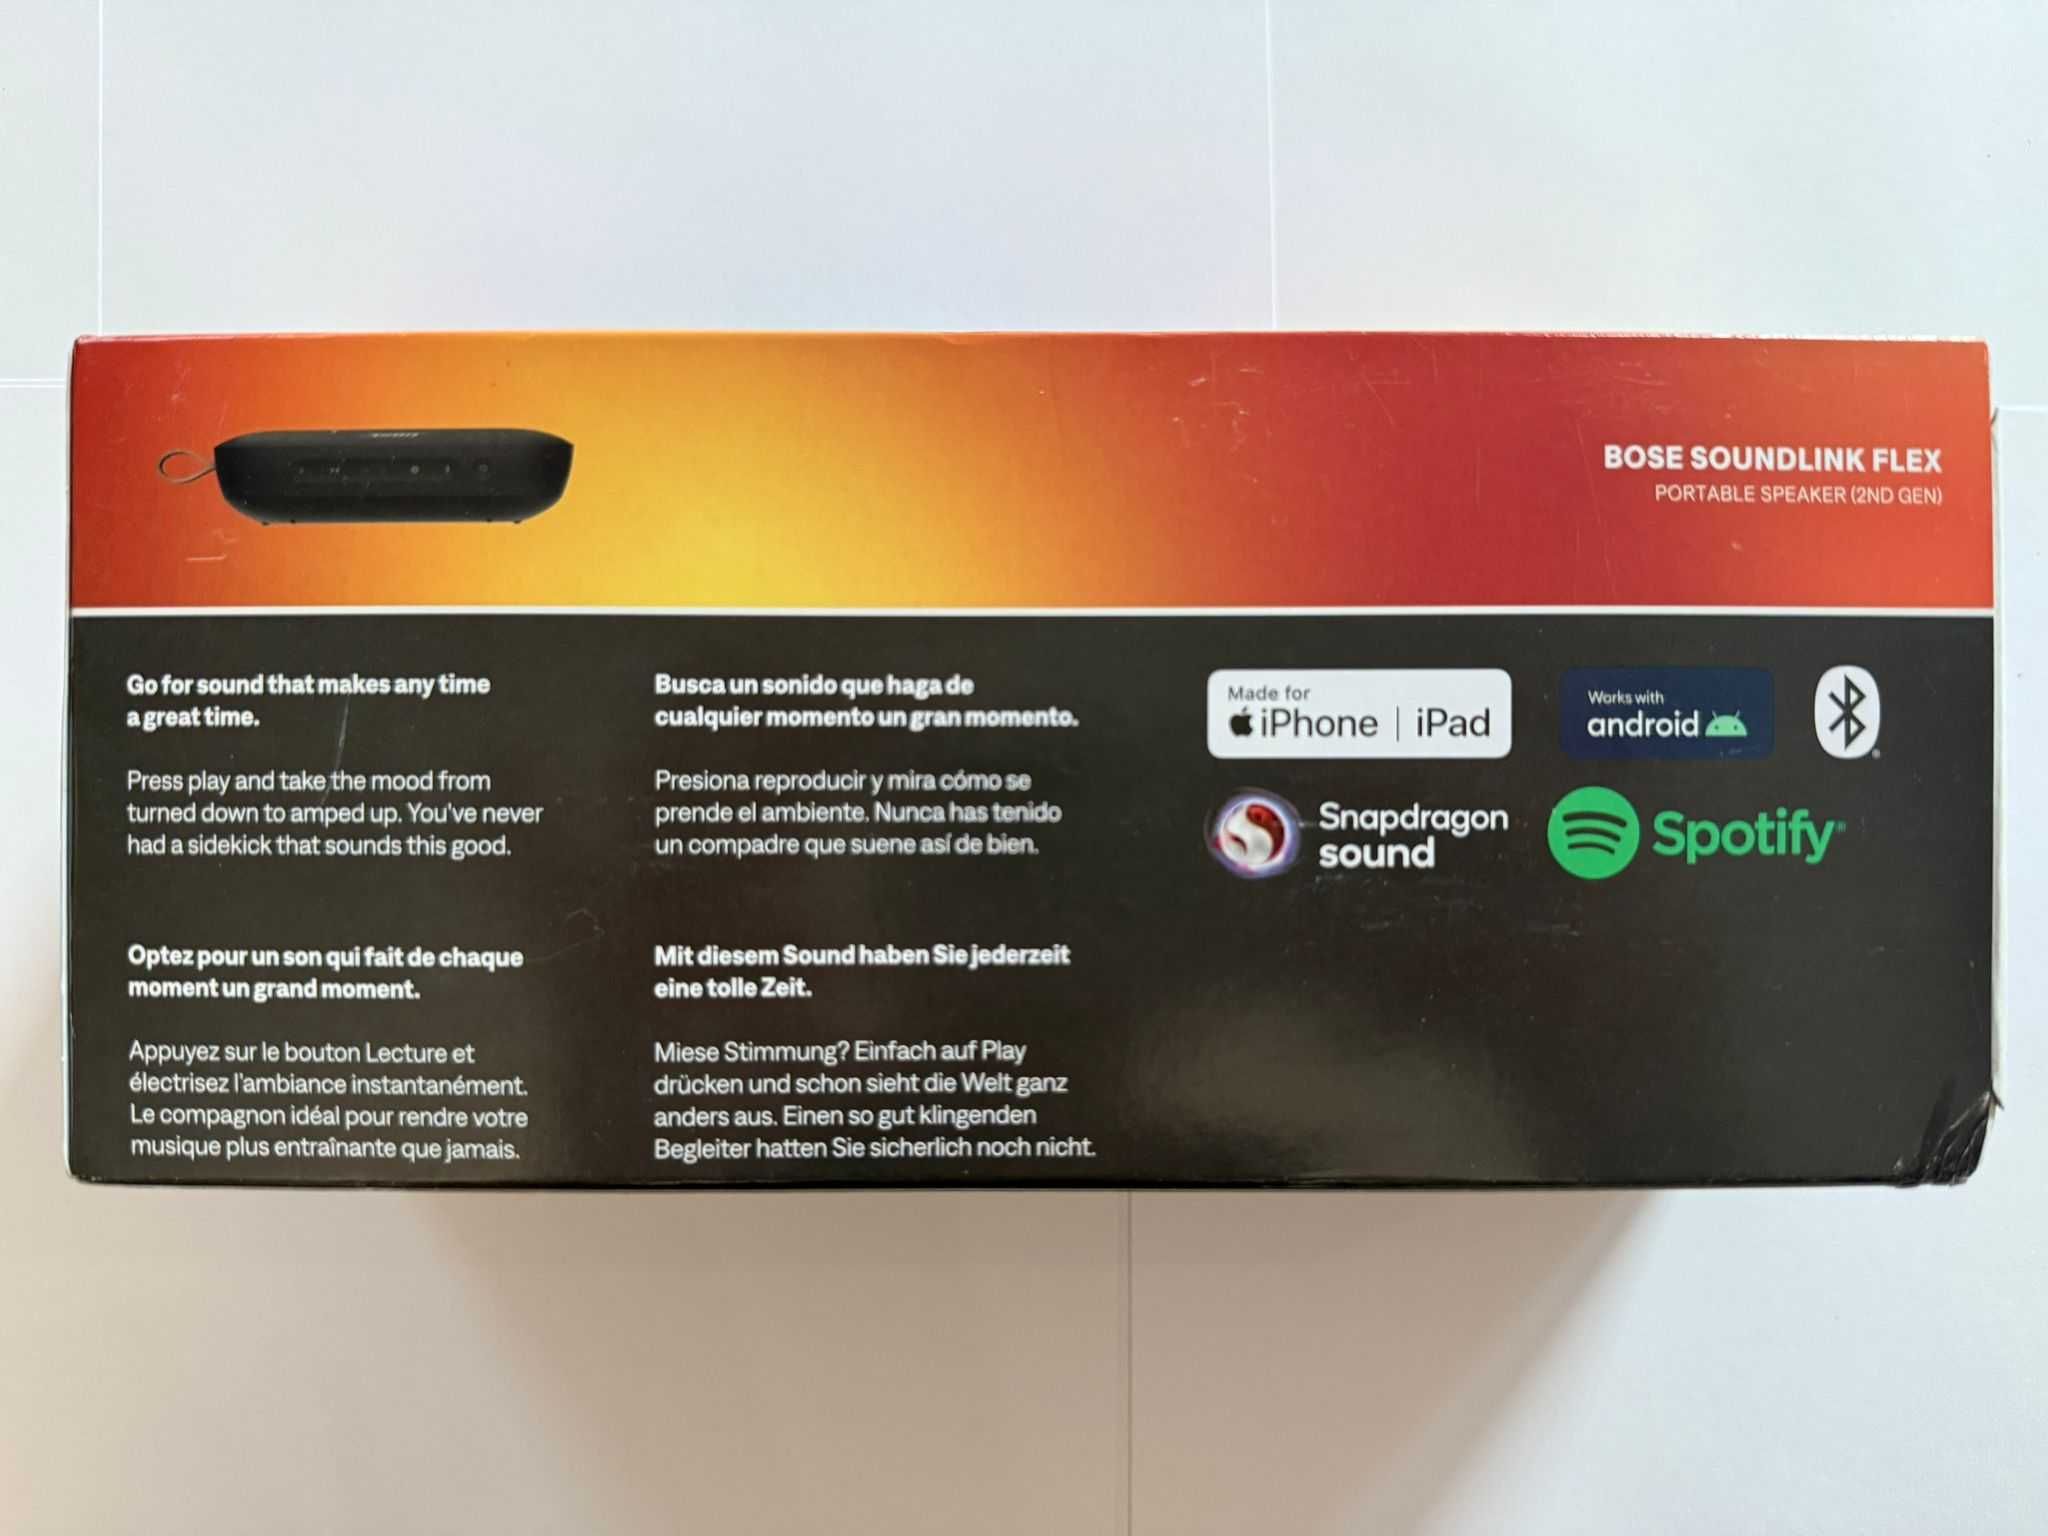 BOSE SOUNDLINK FLEX
PORTABLE SPEAKER (2ND GEN)
Go for sound that makes any time
a great time.
Press play and take the mood from
turned down to amped up. You've never
had a sidekick that sounds this good.
Busca un sonido que haga de
cualquier momento un gran momento.
Presiona reproducir y mira cómo se
prende el ambiente. Nunca has tenido
un compadre que suene así de bien.
Optez pour un son qui fait de chaque
moment un grand moment.
Appuyez sur le bouton Lecture et
électrisez l'ambiance instantanément.
Le compagnon idéal pour rendre votre
musique plus entraînante que jamais.
Mit diesem Sound haben Sie jederzeit
eine tolle Zeit.
Miese Stimmung? Einfach auf Play
drücken und schon sieht die Welt ganz
anders aus. Einen so gut klingenden
Begleiter hatten Sie sicherlich noch nicht.
Made for
iPhone | iPad
Works with
android
Snapdragon
sound
Spotify®